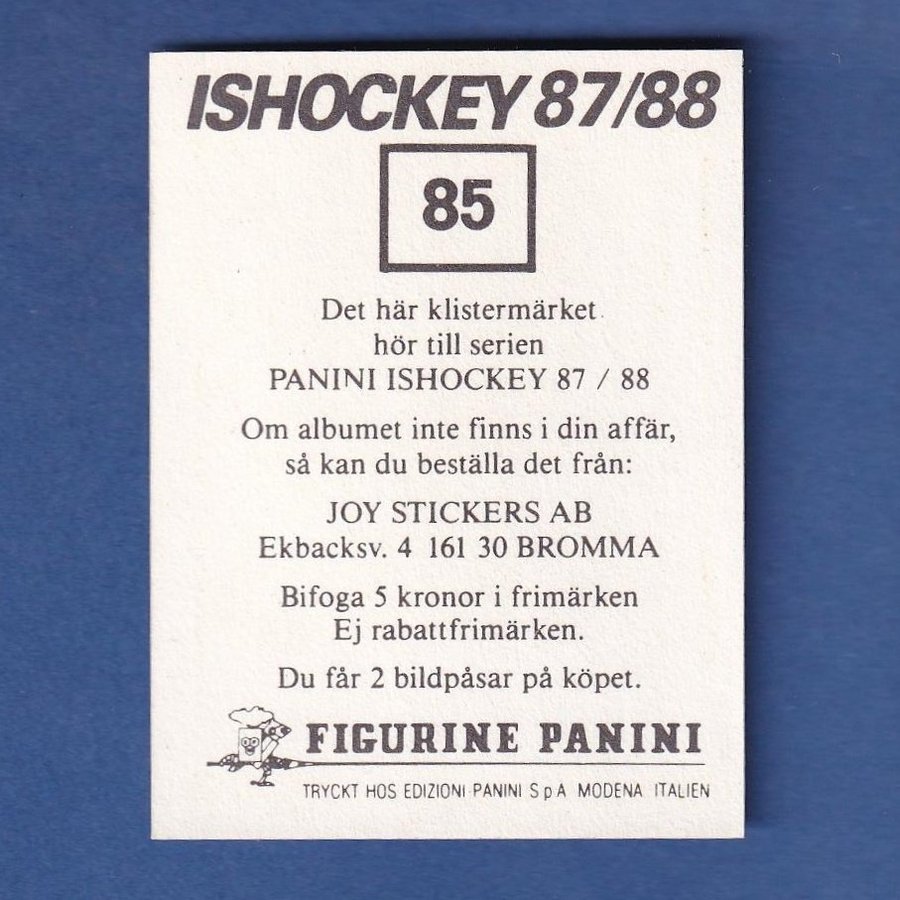 ISHOCKEY 87/88
85
Det här klistermärket
hör till serien
PANINI ISHOCKEY 87 / 88
Om albumet inte finns i din affär,
så kan du beställa det från:
JOY STICKERS AB
Ekbacksv. 4 161 30 BROMMA
Bifoga 5 kronor i frimärken
Ej rabattfrimärken.
Du får 2 bildpåsar på köpet.
FIGURINE PANINI
TRYCKT HOS EDIZIONI PANINI S p A MODENA ITALIEN